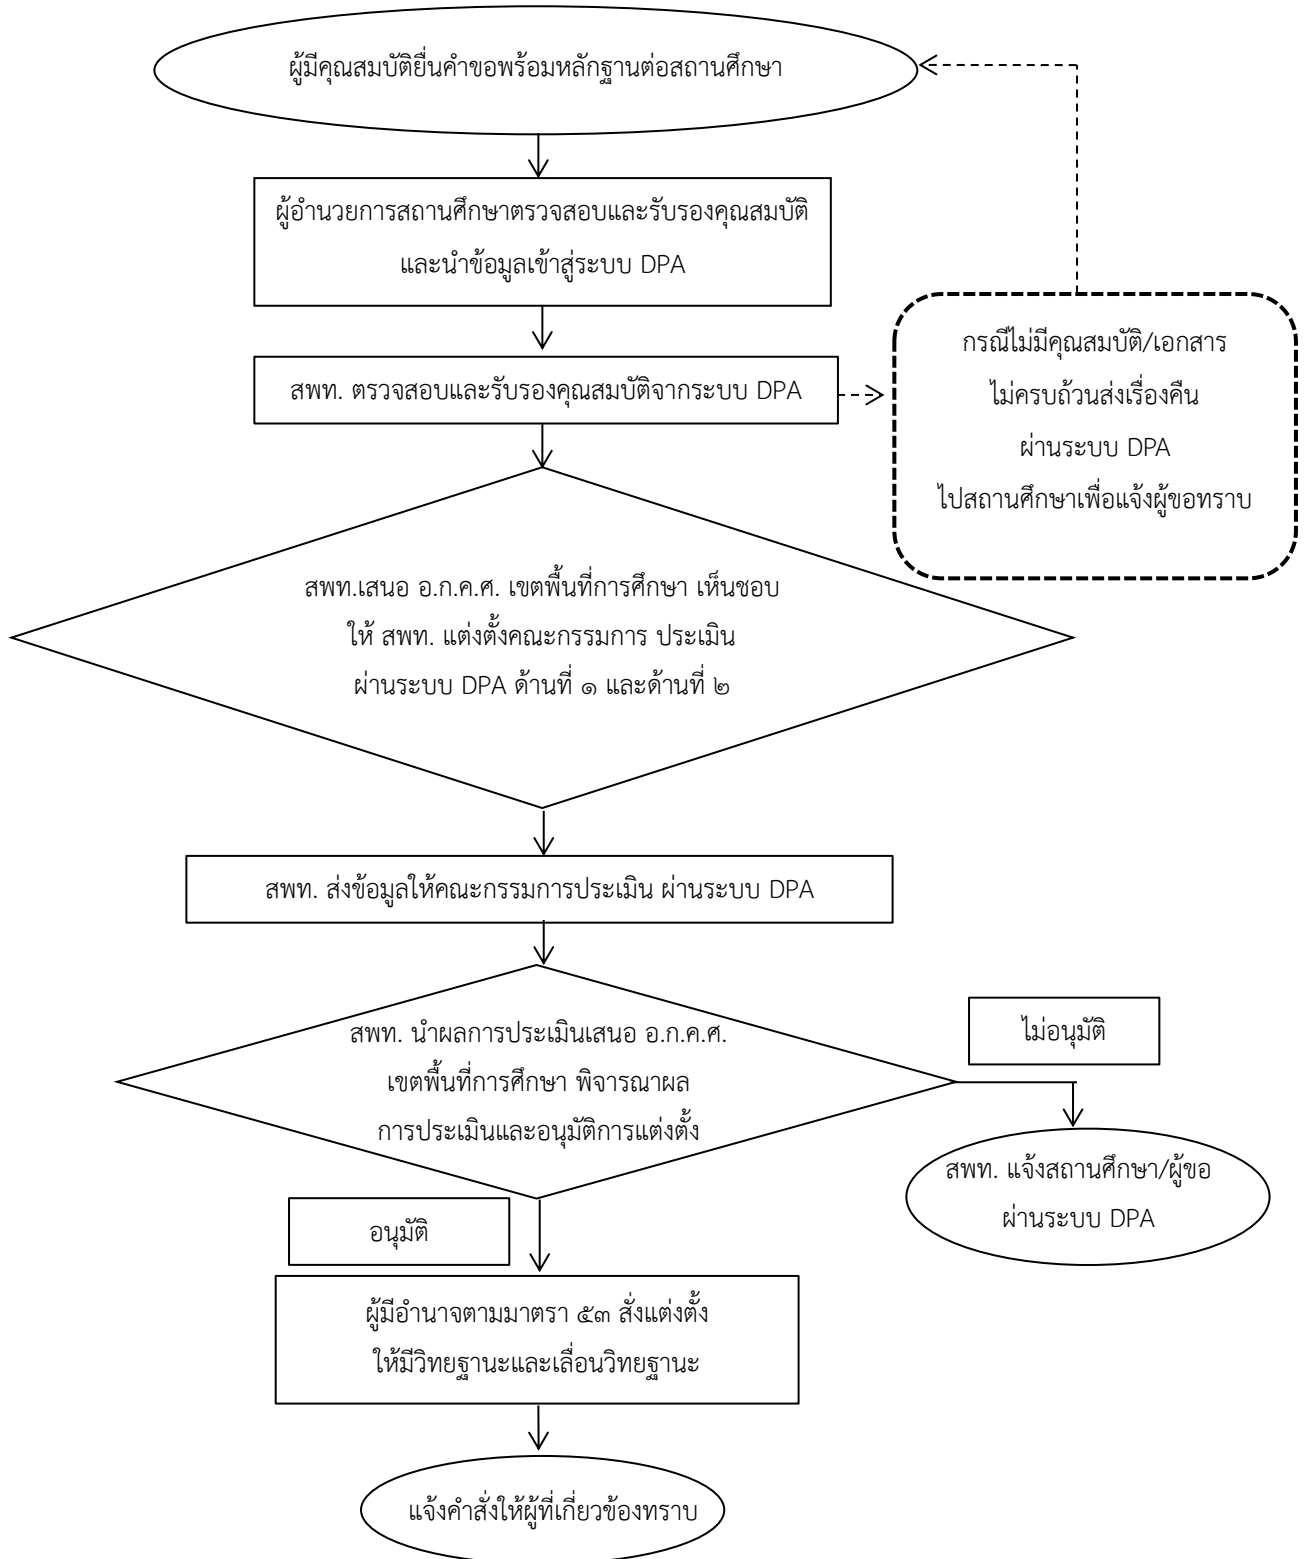 ผู้มีคุณสมบัติยื่นคำขอพร้อมหลักฐานต่อสถานศึกษา
ผู้อำนวยการสถานศึกษาตรวจสอบและรับรองคุณสมบัติ
และนำข้อมูลเข้าสู่ระบบ DPA
สพท. ตรวจสอบและรับรองคุณสมบัติจากระบบ DPA
กรณีไม่มีคุณสมบัติ/เอกสาร
ไม่ครบถ้วนส่งเรื่องคืน
ผ่านระบบ DPA
ไปสถานศึกษาเพื่อแจ้งผู้ขอทราบ
สพท.เสนอ อ.ก.ค.ศ. เขตพื้นที่การศึกษา เห็นชอบ
ให้ สพท. แต่งตั้งคณะกรรมการ ประเมิน
ผ่านระบบ DPA ด้านที่ ๑ และด้านที่ ๒
สพท. ส่งข้อมูลให้คณะกรรมการประเมิน ผ่านระบบ DPA
สพท. นำผลการประเมินเสนอ อ.ก.ค.ศ.
เขตพื้นที่การศึกษา พิจารณาผล
การประเมินและอนุมัติการแต่งตั้ง
ไม่อนุมัติ
สพท. แจ้งสถานศึกษา/ผู้ขอ
ผ่านระบบ DPA
อนุมัติ
ผู้มีอำนาจตามมาตรา ๕๓ สั่งแต่งตั้ง
ให้มีวิทยฐานะและเลื่อนวิทยฐานะ
แจ้งคำสั่งให้ผู้ที่เกี่ยวข้องทราบ